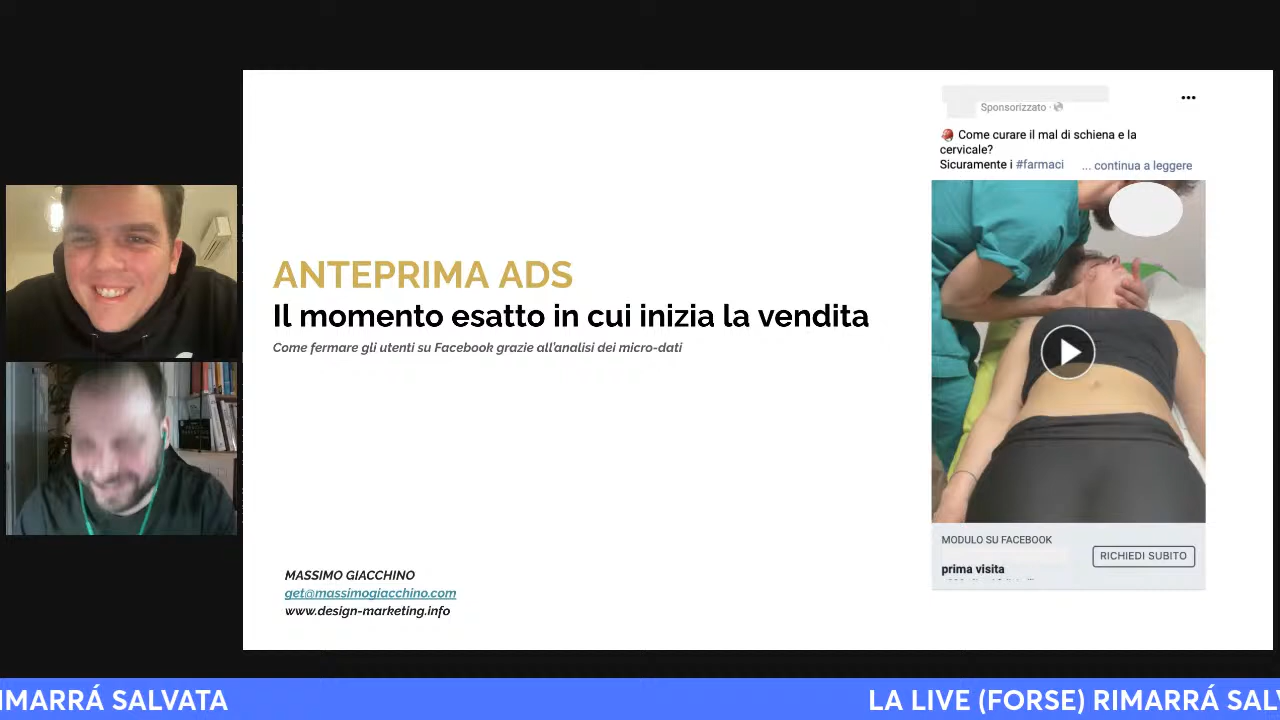 Sponsorizzato
Come curare il mal di schiena e la
cervicale?
Sicuramente i #farmaci ... continua a leggere
ANTEPRIMA ADS
Il momento esatto in cui inizia la vendita
Come fermare gli utenti su Facebook grazie all'analisi dei micro-dati
MODULO SU FACEBOOK
RICHIEDI SUBITO
prima visita
MASSIMO GIACCHINO
get@massimogiacchino.com
www.design-marketing.info
IMARRÁ SALVATA
LA LIVE (FORSE) RIMARRÁ SALV